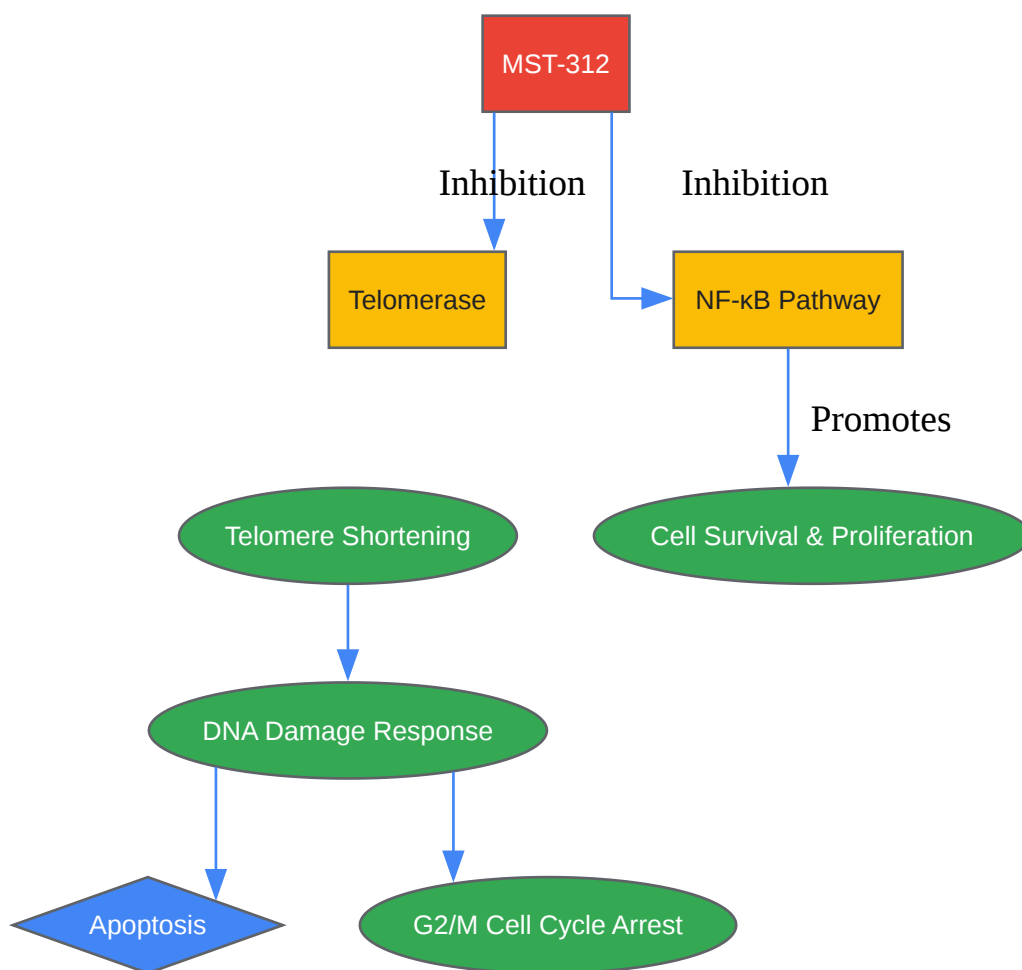 MST-312
Inhibition
Inhibition
Telomerase
NF-κB Pathway
Promotes
Telomere Shortening
Cell Survival & Proliferation
DNA Damage Response
Apoptosis
G2/M Cell Cycle Arrest